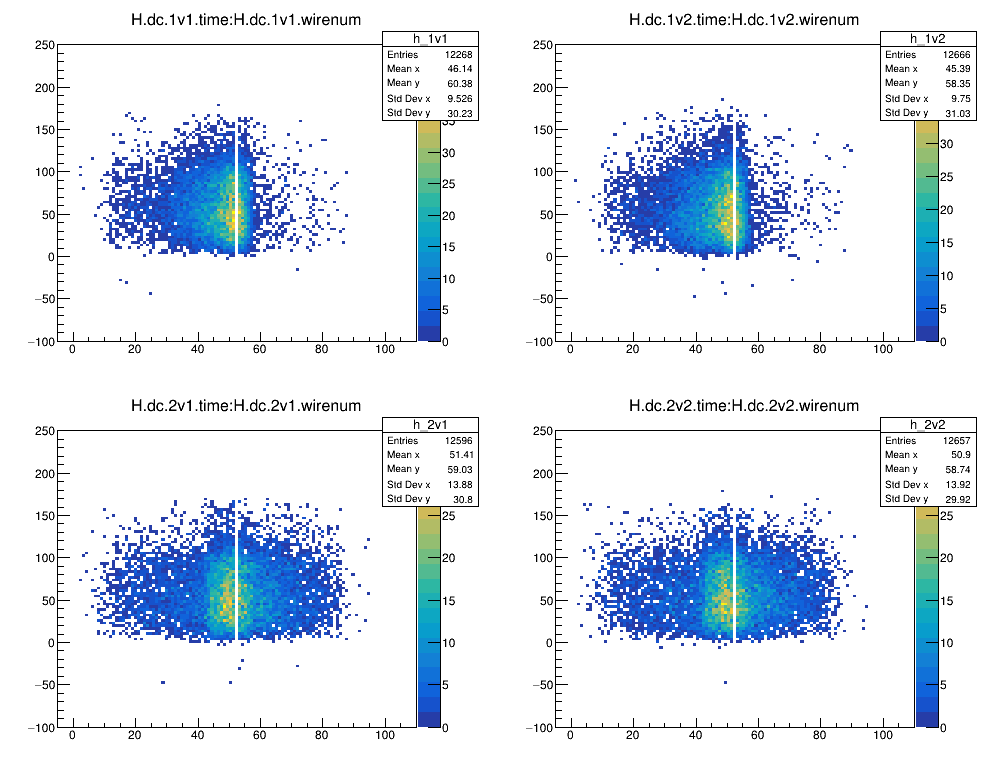 H.dc.1v1.time:H.dc.1v1.wirenum
h_1v1
Entries 12268
Mean x 46.14
Mean y 60.38
Std Dev x 9.526
Std Dev y 30.23
250
200
150
100
50
0
−50
−100
0 20 40 60 80 100
35
30
25
20
15
10
5
0
H.dc.1v2.time:H.dc.1v2.wirenum
h_1v2
Entries 12666
Mean x 45.39
Mean y 58.35
Std Dev x 9.75
Std Dev y 31.03
250
200
150
100
50
0
−50
−100
0 20 40 60 80 100
30
25
20
15
10
5
0
H.dc.2v1.time:H.dc.2v1.wirenum
h_2v1
Entries 12596
Mean x 51.41
Mean y 59.03
Std Dev x 13.88
Std Dev y 30.8
250
200
150
100
50
0
−50
−100
0 20 40 60 80 100
25
20
15
10
5
0
H.dc.2v2.time:H.dc.2v2.wirenum
h_2v2
Entries 12657
Mean x 50.9
Mean y 58.74
Std Dev x 13.92
Std Dev y 29.92
250
200
150
100
50
0
−50
−100
0 20 40 60 80 100
25
20
15
10
5
0